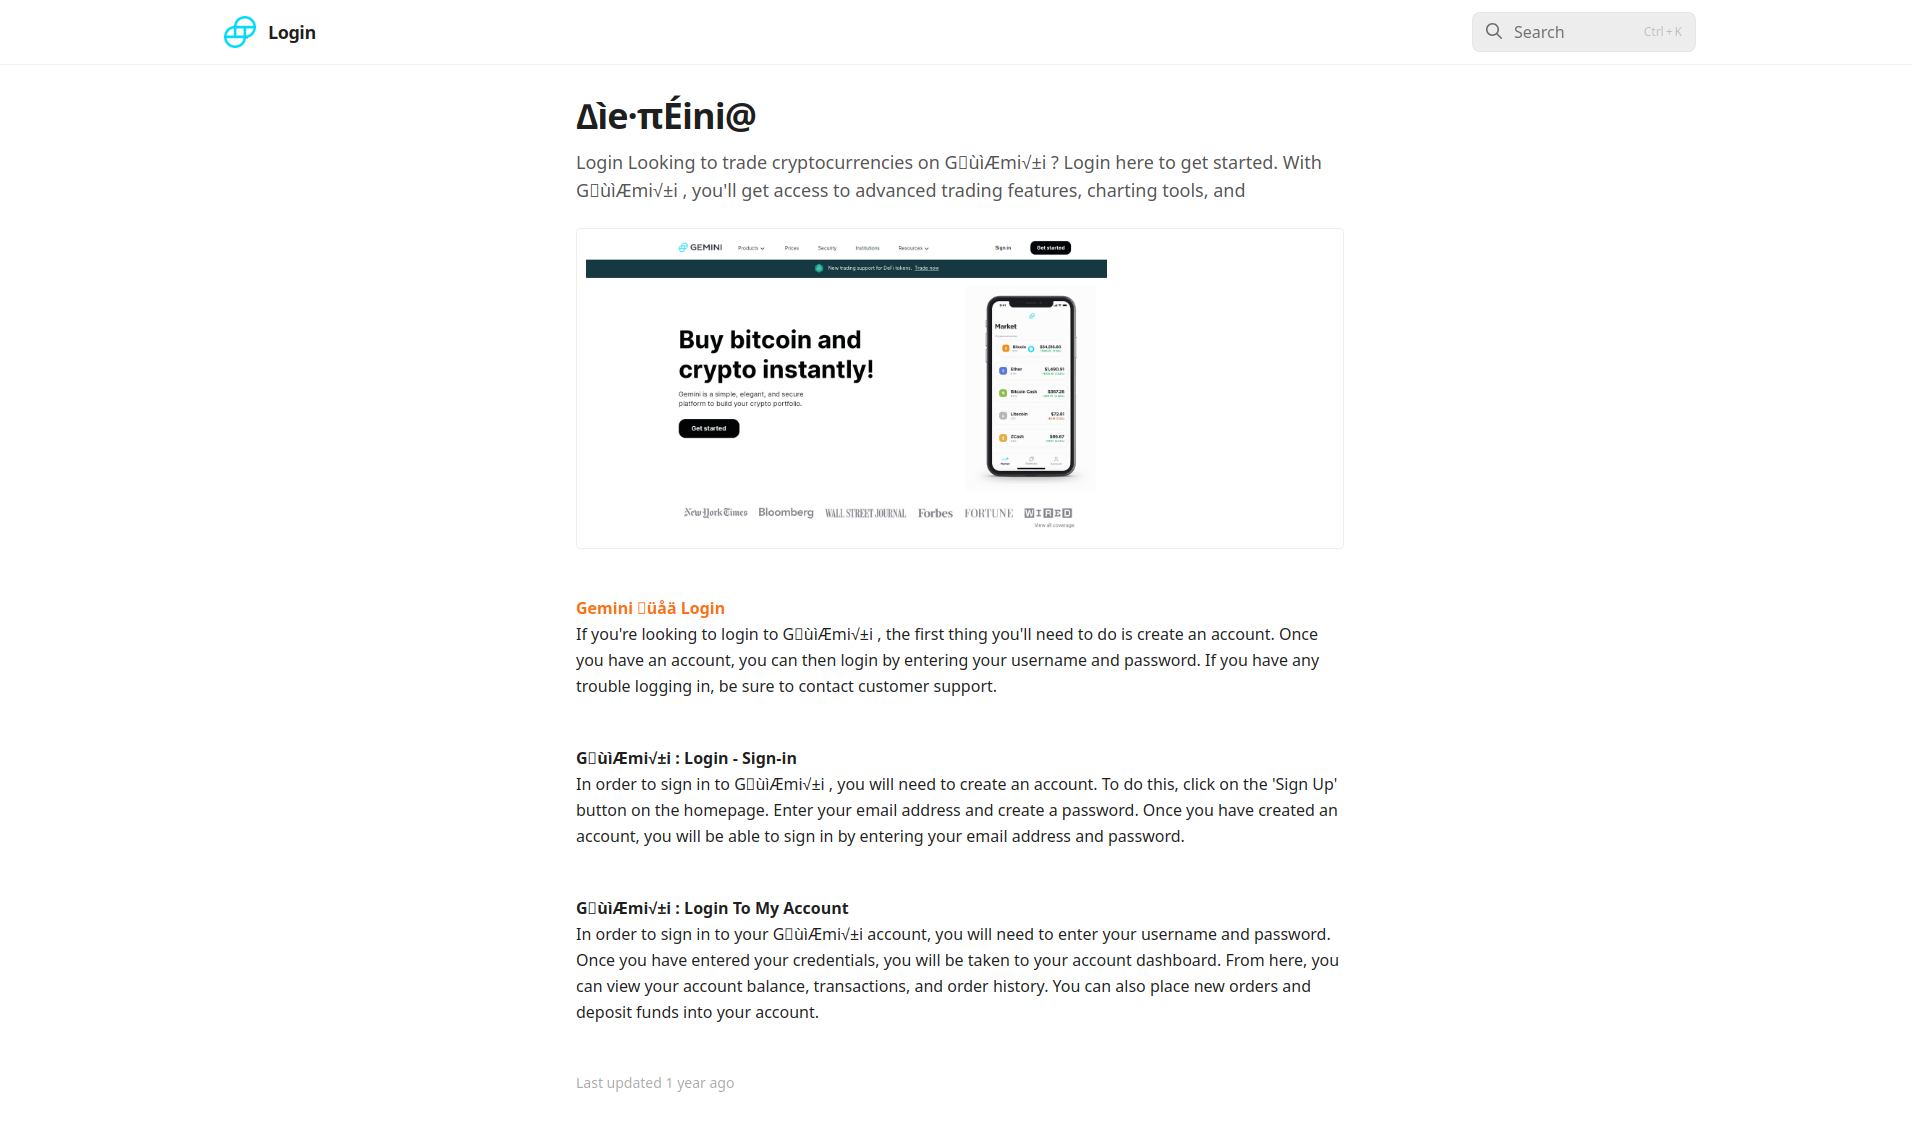 Login
Search
Ctrl + K
Δìe·πÉini@
Login Looking to trade cryptocurrencies on G▯ùìÆmi√±i ? Login here to get started. With
G▯ùìÆmi√±i , you'll get access to advanced trading features, charting tools, and
GEMINI
Products
Prices
Security
Institutions
Resources
Sign in
Get started
New trading support for DeFi tokens. Trade now
Buy bitcoin and
crypto instantly!
Gemini is a simple, elegant, and secure
platform to build your crypto portfolio.
Get started
Market
Bitcoin
Ether
$1,490.91
Bitcoin Cash
$357.26
Litecoin
$72.81
ZCash
New York Times
Bloomberg
WALL STREET JOURNAL
Forbes
FORTUNE
WIRED
View all coverage
Gemini ▯üåä Login
If you're looking to login to G▯ùìÆmi√±i , the first thing you'll need to do is create an account. Once
you have an account, you can then login by entering your username and password. If you have any
trouble logging in, be sure to contact customer support.
G▯ùìÆmi√±i : Login - Sign-in
In order to sign in to G▯ùìÆmi√±i , you will need to create an account. To do this, click on the 'Sign Up'
button on the homepage. Enter your email address and create a password. Once you have created an
account, you will be able to sign in by entering your email address and password.
G▯ùìÆmi√±i : Login To My Account
In order to sign in to your G▯ùìÆmi√±i account, you will need to enter your username and password.
Once you have entered your credentials, you will be taken to your account dashboard. From here, you
can view your account balance, transactions, and order history. You can also place new orders and
deposit funds into your account.
Last updated 1 year ago